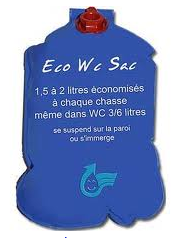 Eco Wc Sac
1,5 à 2 litres économisés
à chaque chasse
même dans WC 3/6 litres
se suspend sur la paroi
ou s'immerge